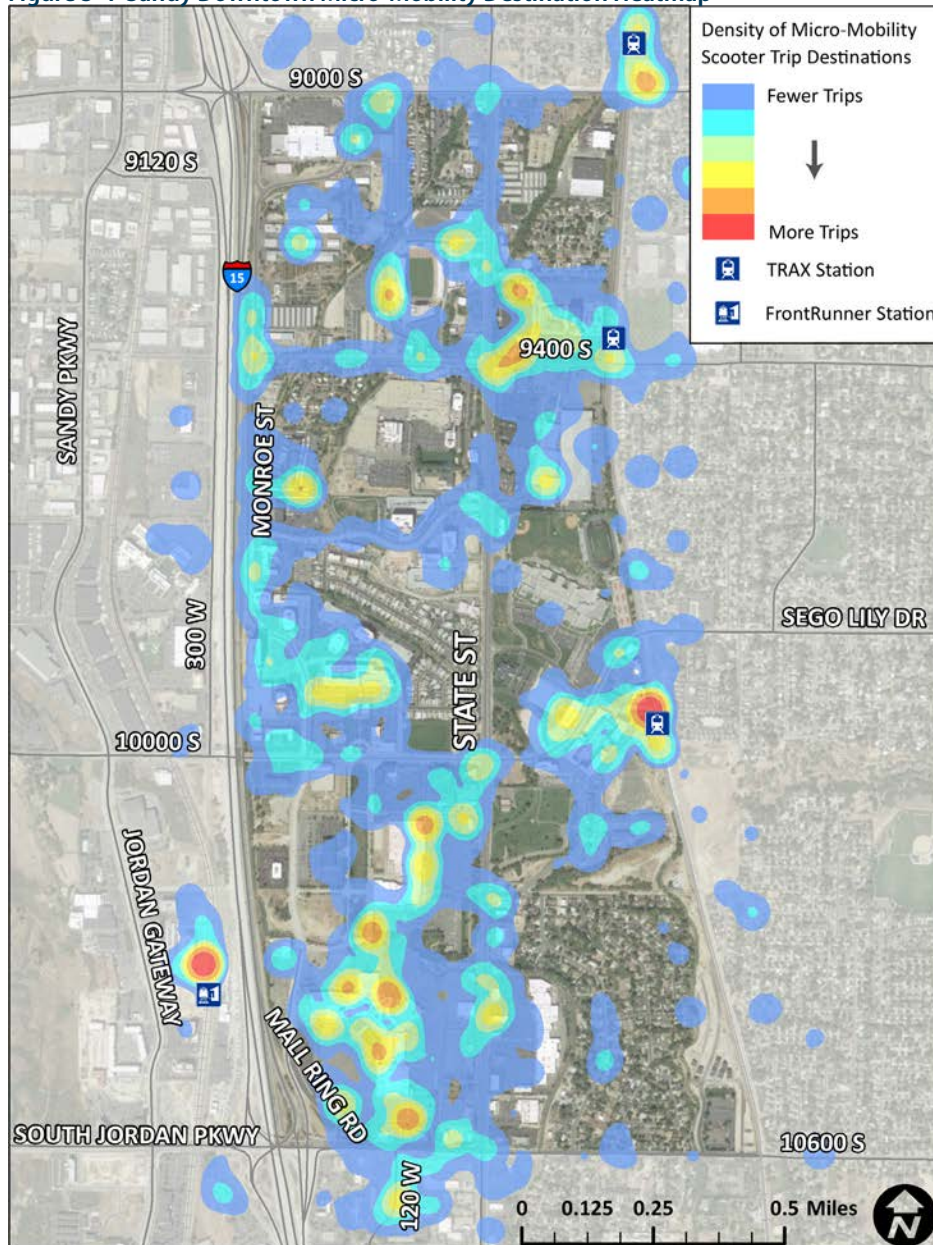 Density of Micro-Mobility
Scooter Trip Destinations
Fewer Trips
More Trips
TRAX Station
FrontRunner Station
9000 S
9120 S
15
SANDY PKWY
MONROE ST
9400 S
300 W
STATE ST
SEGO LILY DR
10000 S
JORDAN GATEWAY
MALL RING RD
SOUTH JORDAN PKWY
10600 S
120 W
0 0.125 0.25 0.5 Miles
N